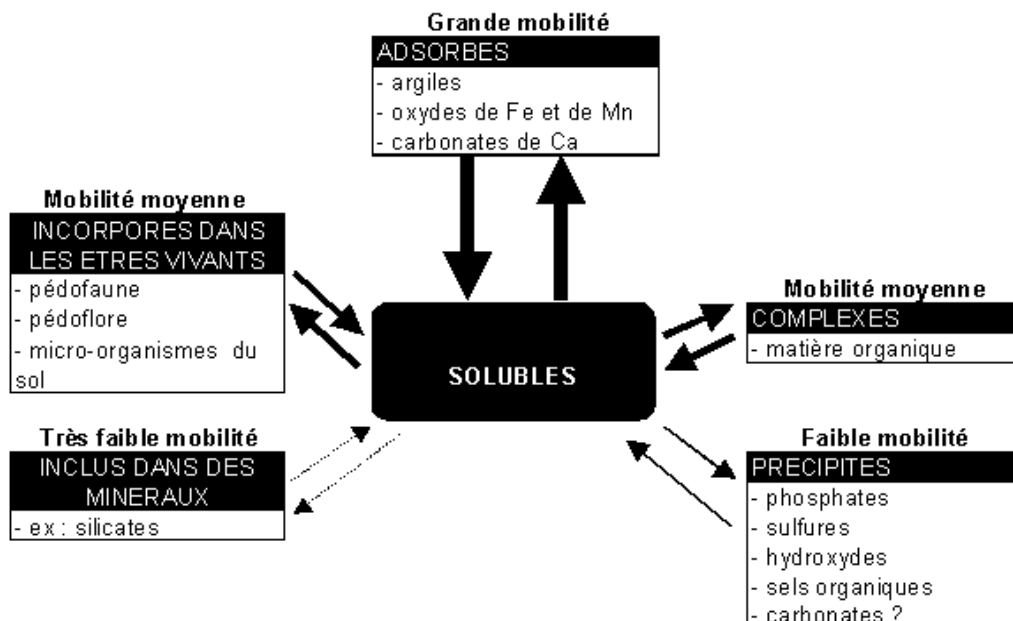 Grande mobilité
ADSORBES
- argiles
- oxydes de Fe et de Mn
- carbonates de Ca
Mobilité moyenne
INCORPORES DANS
LES ETRES VIVANTS
- pédofaune
- pédoflore
- micro-organismes du
sol
SOLUBLES
Mobilité moyenne
COMPLEXES
- matière organique
Très faible mobilité
INCLUS DANS DES
MINERAUX
- ex : silicates
Faible mobilité
PRECIPITES
- phosphates
- sulfures
- hydroxydes
- sels organiques
- carbonates ?